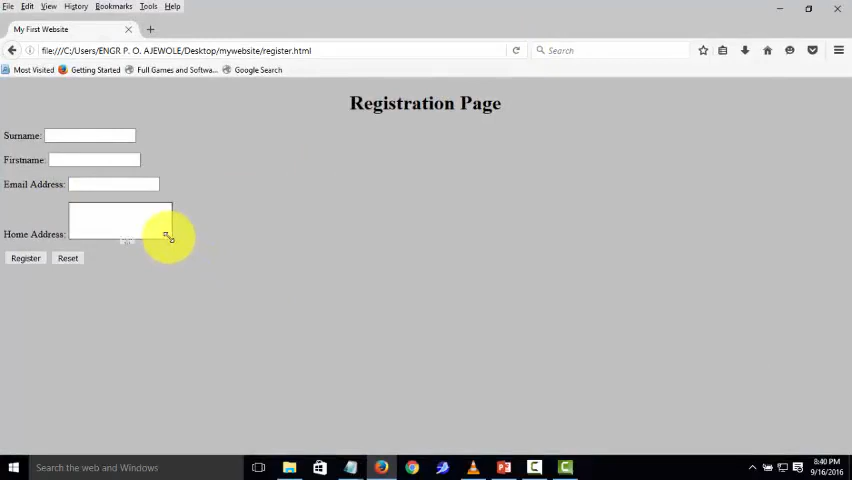 File Edit View History Bookmarks Tools Help
My First Website
file:///C:/Users/ENGR P. O. AJEWOLE/Desktop/mywebsite/register.html
Search
Most Visited Getting Started Full Games and Softwa... Google Search
Registration Page
Surname:
Firstname:
Email Address:
Home Address:
Register Reset
Search the web and Windows
8:40 PM
9/16/2016